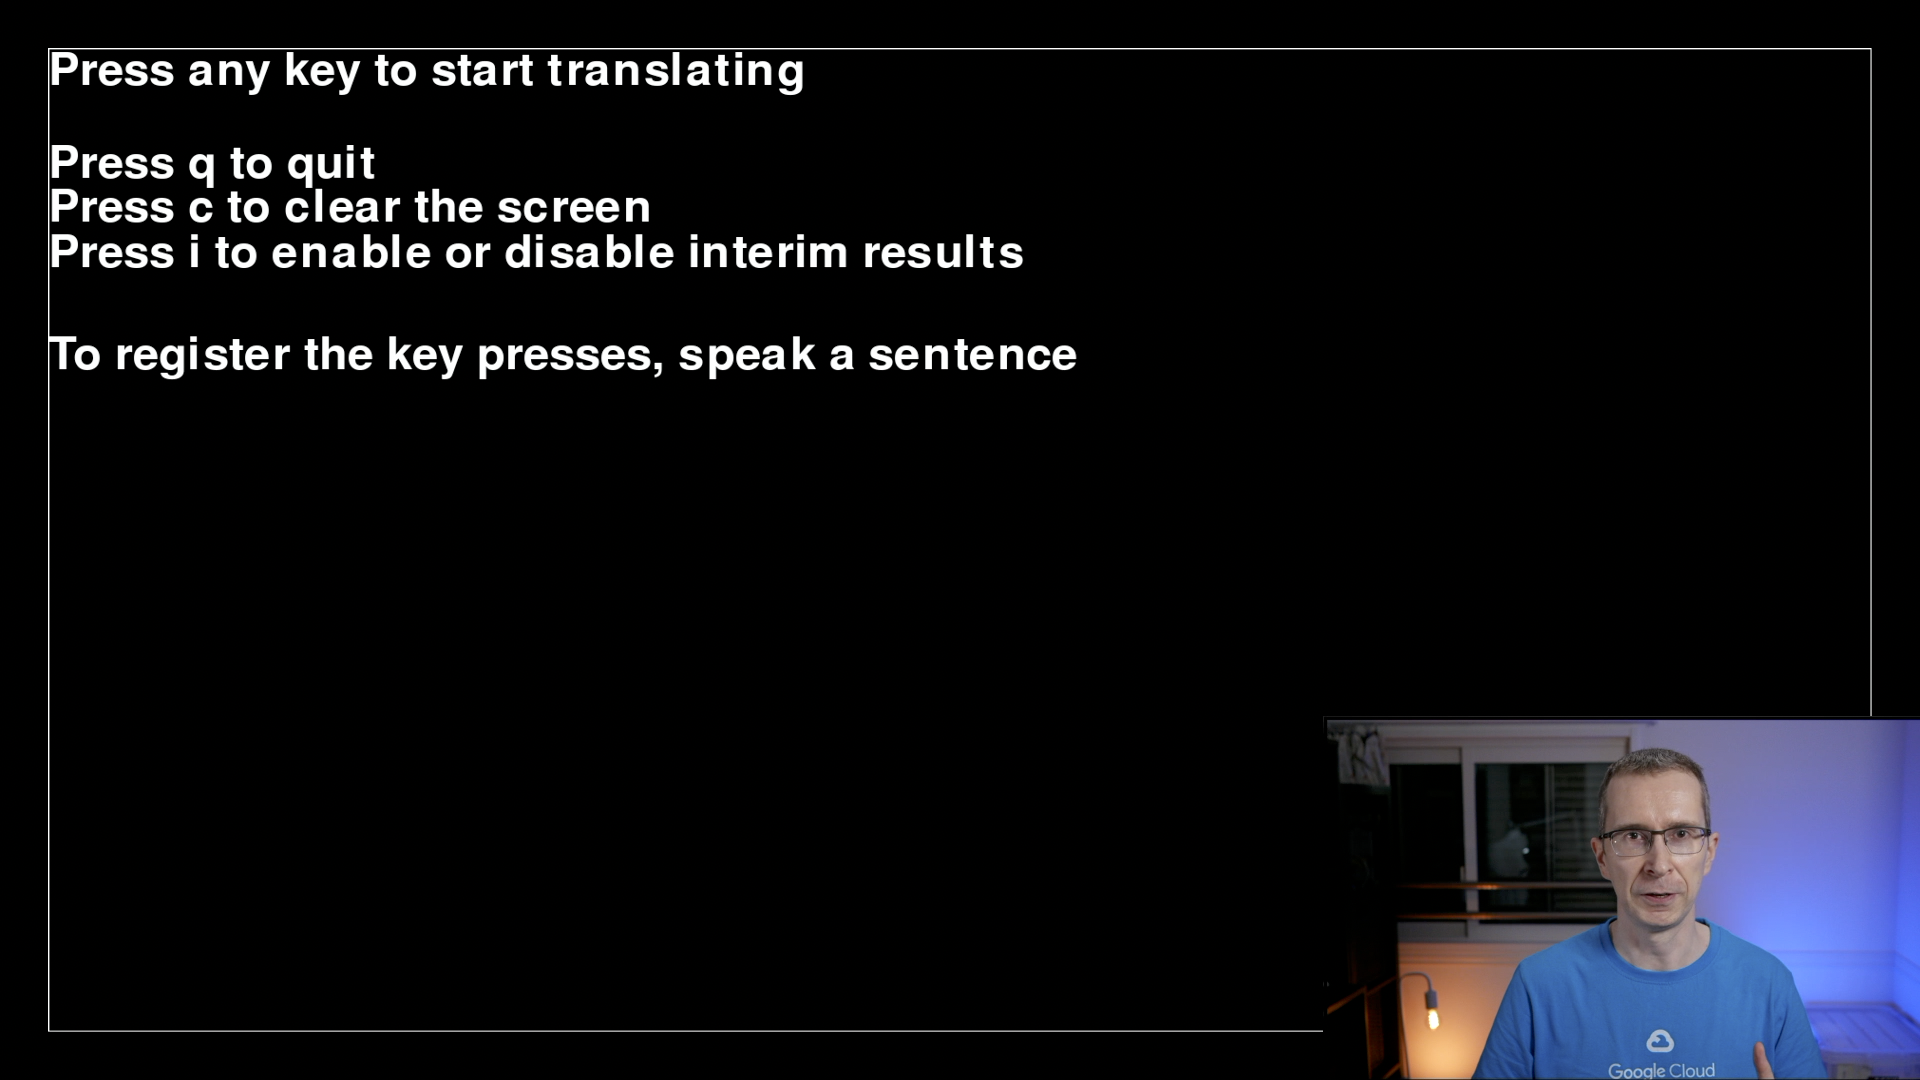 Press any key to start translating
Press q to quit
Press c to clear the screen
Press i to enable or disable interim results
To register the key presses, speak a sentence
Google Cloud